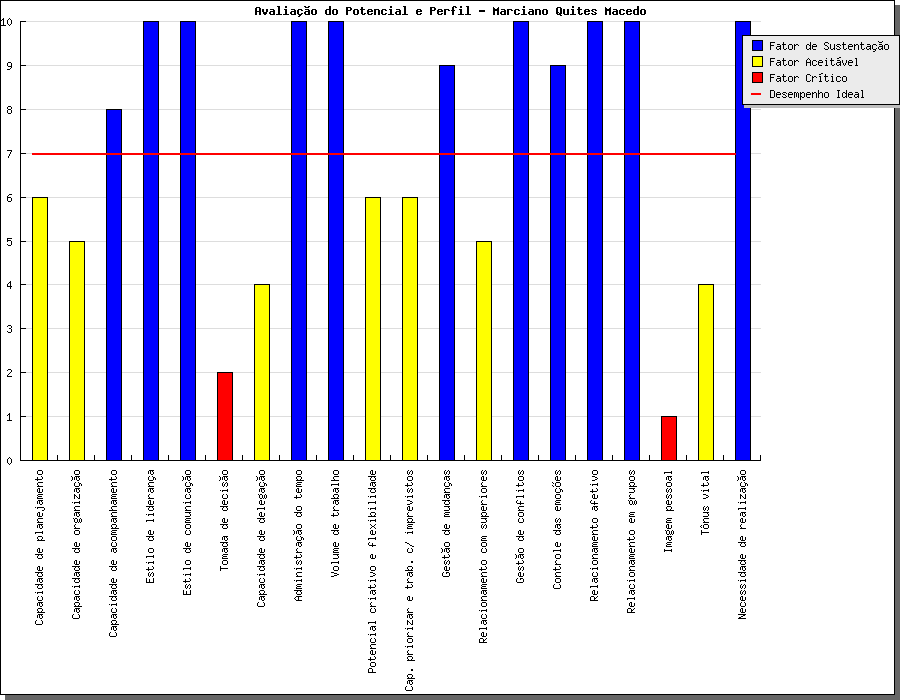 Avaliação do Potencial e Perfil - Marciano Quites Macedo
Fator de Sustentação
Fator Aceitável
Fator Crítico
Desempenho Ideal
10
9
8
7
6
5
4
3
2
1
0
Capacidade de planejamento
Capacidade de organização
Capacidade de acompanhamento
Estilo de liderança
Estilo de comunicação
Tomada de decisão
Capacidade de delegação
Administração do tempo
Volume de trabalho
Potencial criativo e flexibilidade
Cap. priorizar e trab. c/ imprevistos
Gestão de mudanças
Relacionamento com superiores
Gestão de conflitos
Controle das emoções
Relacionamento afetivo
Relacionamento em grupos
Imagem pessoal
Tônus vital
Necessidade de realização